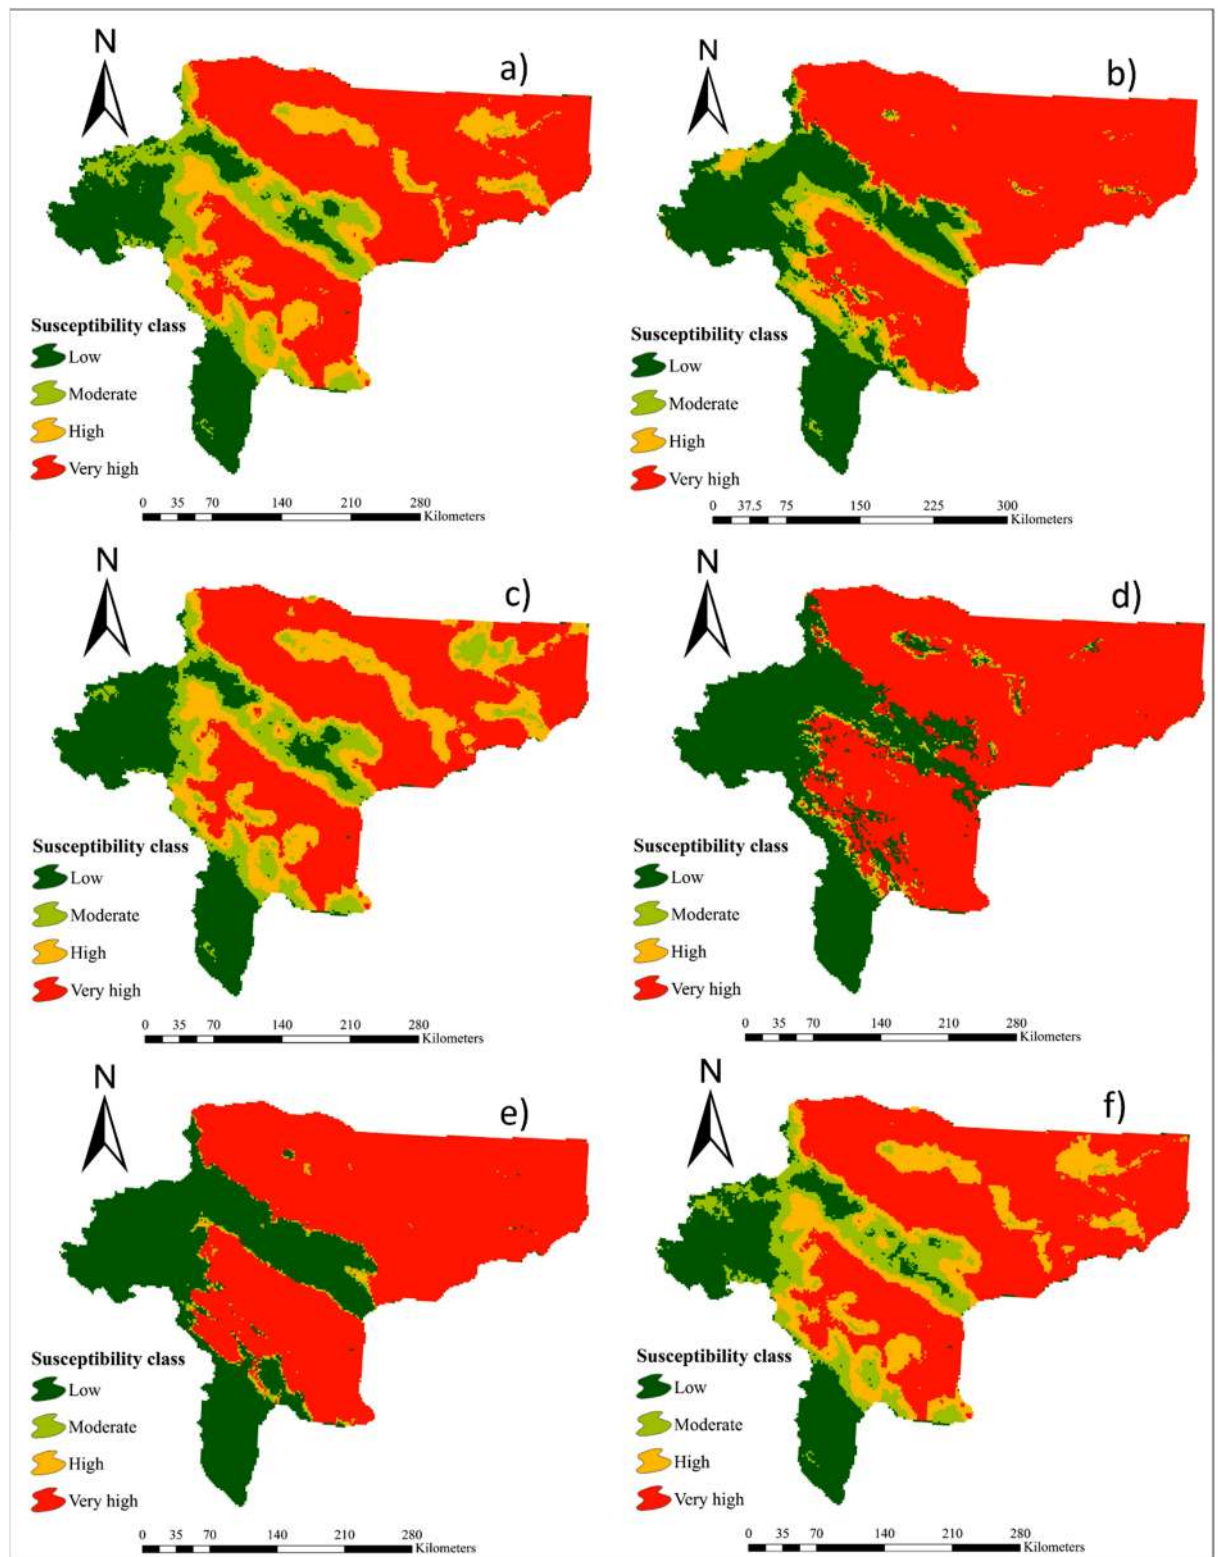 N
a)
Susceptibility class
Low
Moderate
High
Very high
0 35 70 140 210 280
Kilometers
N
b)
Susceptibility class
Low
Moderate
High
Very high
0 37.5 75 150 225 300
Kilometers
N
c)
Susceptibility class
Low
Moderate
High
Very high
0 35 70 140 210 280
Kilometers
N
d)
Susceptibility class
Low
Moderate
High
Very high
0 35 70 140 210 280
Kilometers
N
e)
Susceptibility class
Low
Moderate
High
Very high
0 35 70 140 210 280
Kilometers
N
f)
Susceptibility class
Low
Moderate
High
Very high
0 35 70 140 210 280
Kilometers